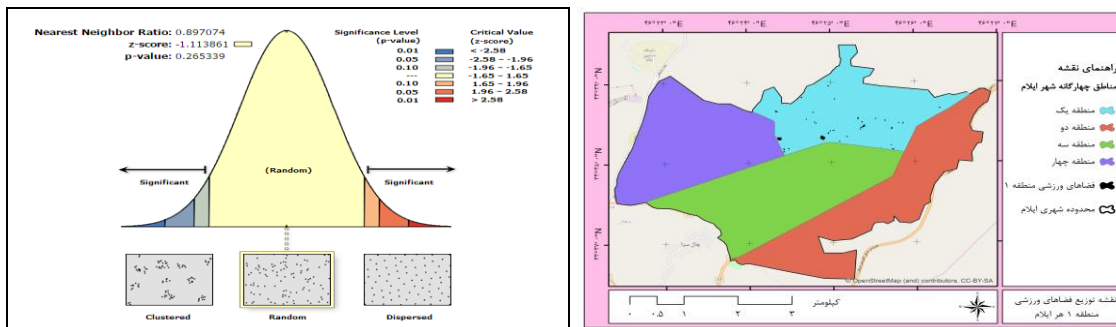 Nearest Neighbor Ratio: 0.897074
z-score: -1.113861
p-value: 0.265339
Significance Level (p-value)
Critical Value (z-score)
0.01 < -2.58
0.05 -2.58 - -1.96
0.10 -1.96 - -1.65
--- -1.65 - 1.65
0.10 1.65 - 1.96
0.05 1.96 - 2.58
0.01 > 2.58
(Random)
Significant
Significant
Clustered
Random
Dispersed
راهنمای نقشه
مناطق چهارگانه شهر ایلام
منطقه یک
منطقه دو
منطقه سه
منطقه چهار
فضاهای ورزشی منطقه ۱
محدوده شهری ایلام
© OpenStreetMap (and) contributors, CC-BY-SA
کیلومتر
۰ ۰.۵ ۱ ۲ ۳
نقشه توزیع فضاهای ورزشی
منطقه ۱ هر ایلام